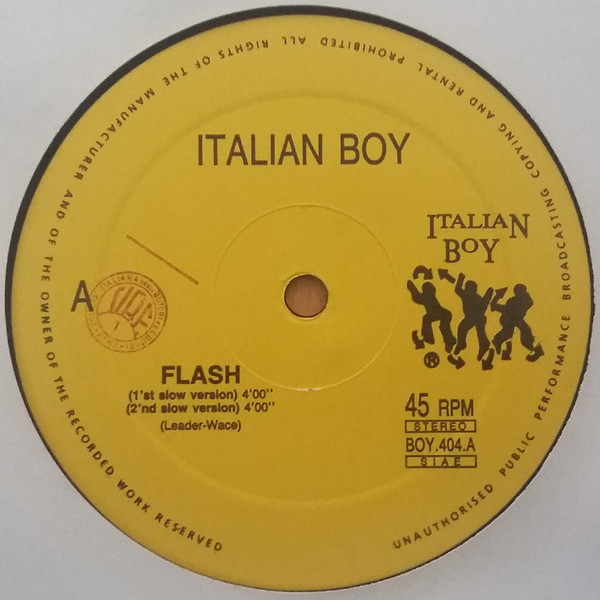 ITALIAN BOY
ITALIAN
BOY
®
A
FLASH
(1'st slow version) 4'00''
(2'nd slow version) 4'00''
(Leader-Wace)
45 RPM
STEREO
BOY.404.A
S I A E
ALL RIGHTS OF THE MANUFACTURER AND OF THE OWNER OF THE RECORDED WORK RESERVED
UNAUTHORISED PUBLIC PERFORMANCE BROADCASTING COPYING AND RENTAL PROHIBITED